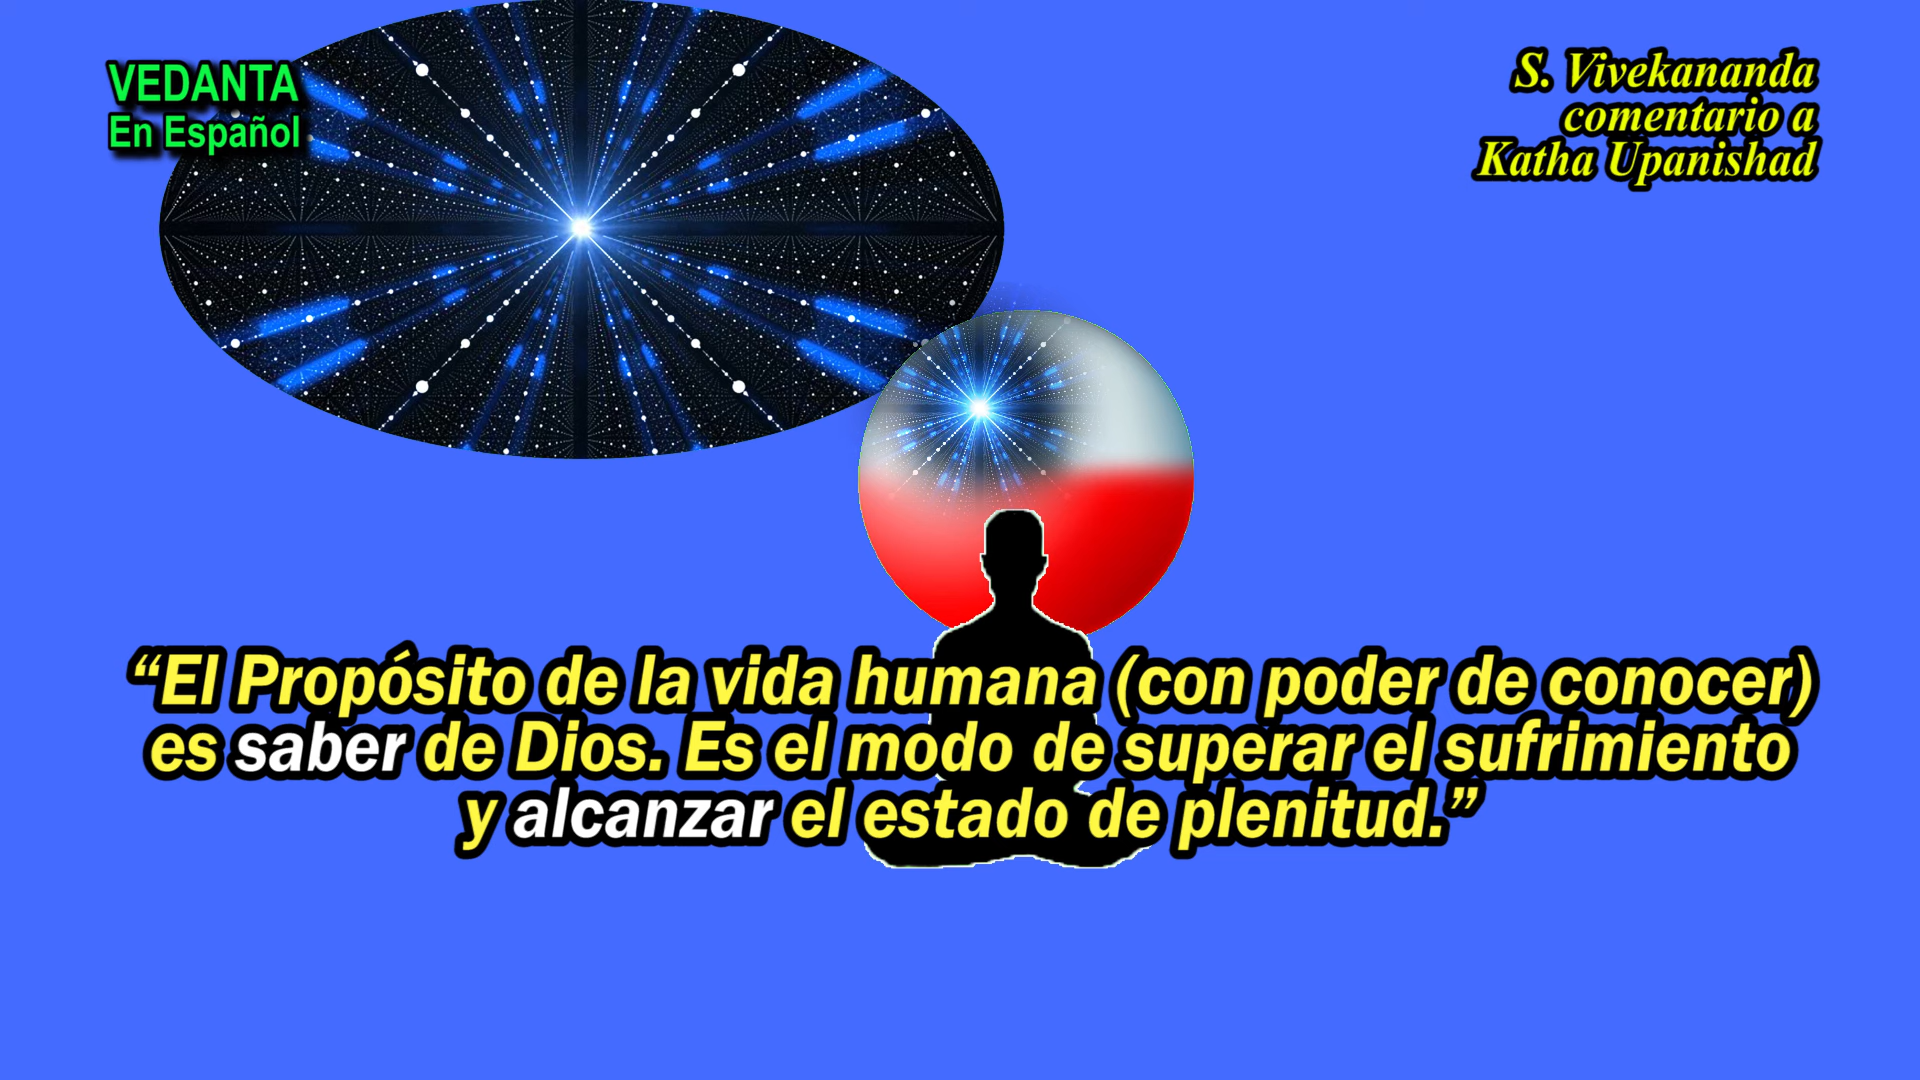 VEDANTA
En Español
S. Vivekananda
comentario a
Katha Upanishad
“El Propósito de la vida humana (con poder de conocer)
es saber de Dios. Es el modo de superar el sufrimiento
y alcanzar el estado de plenitud.”